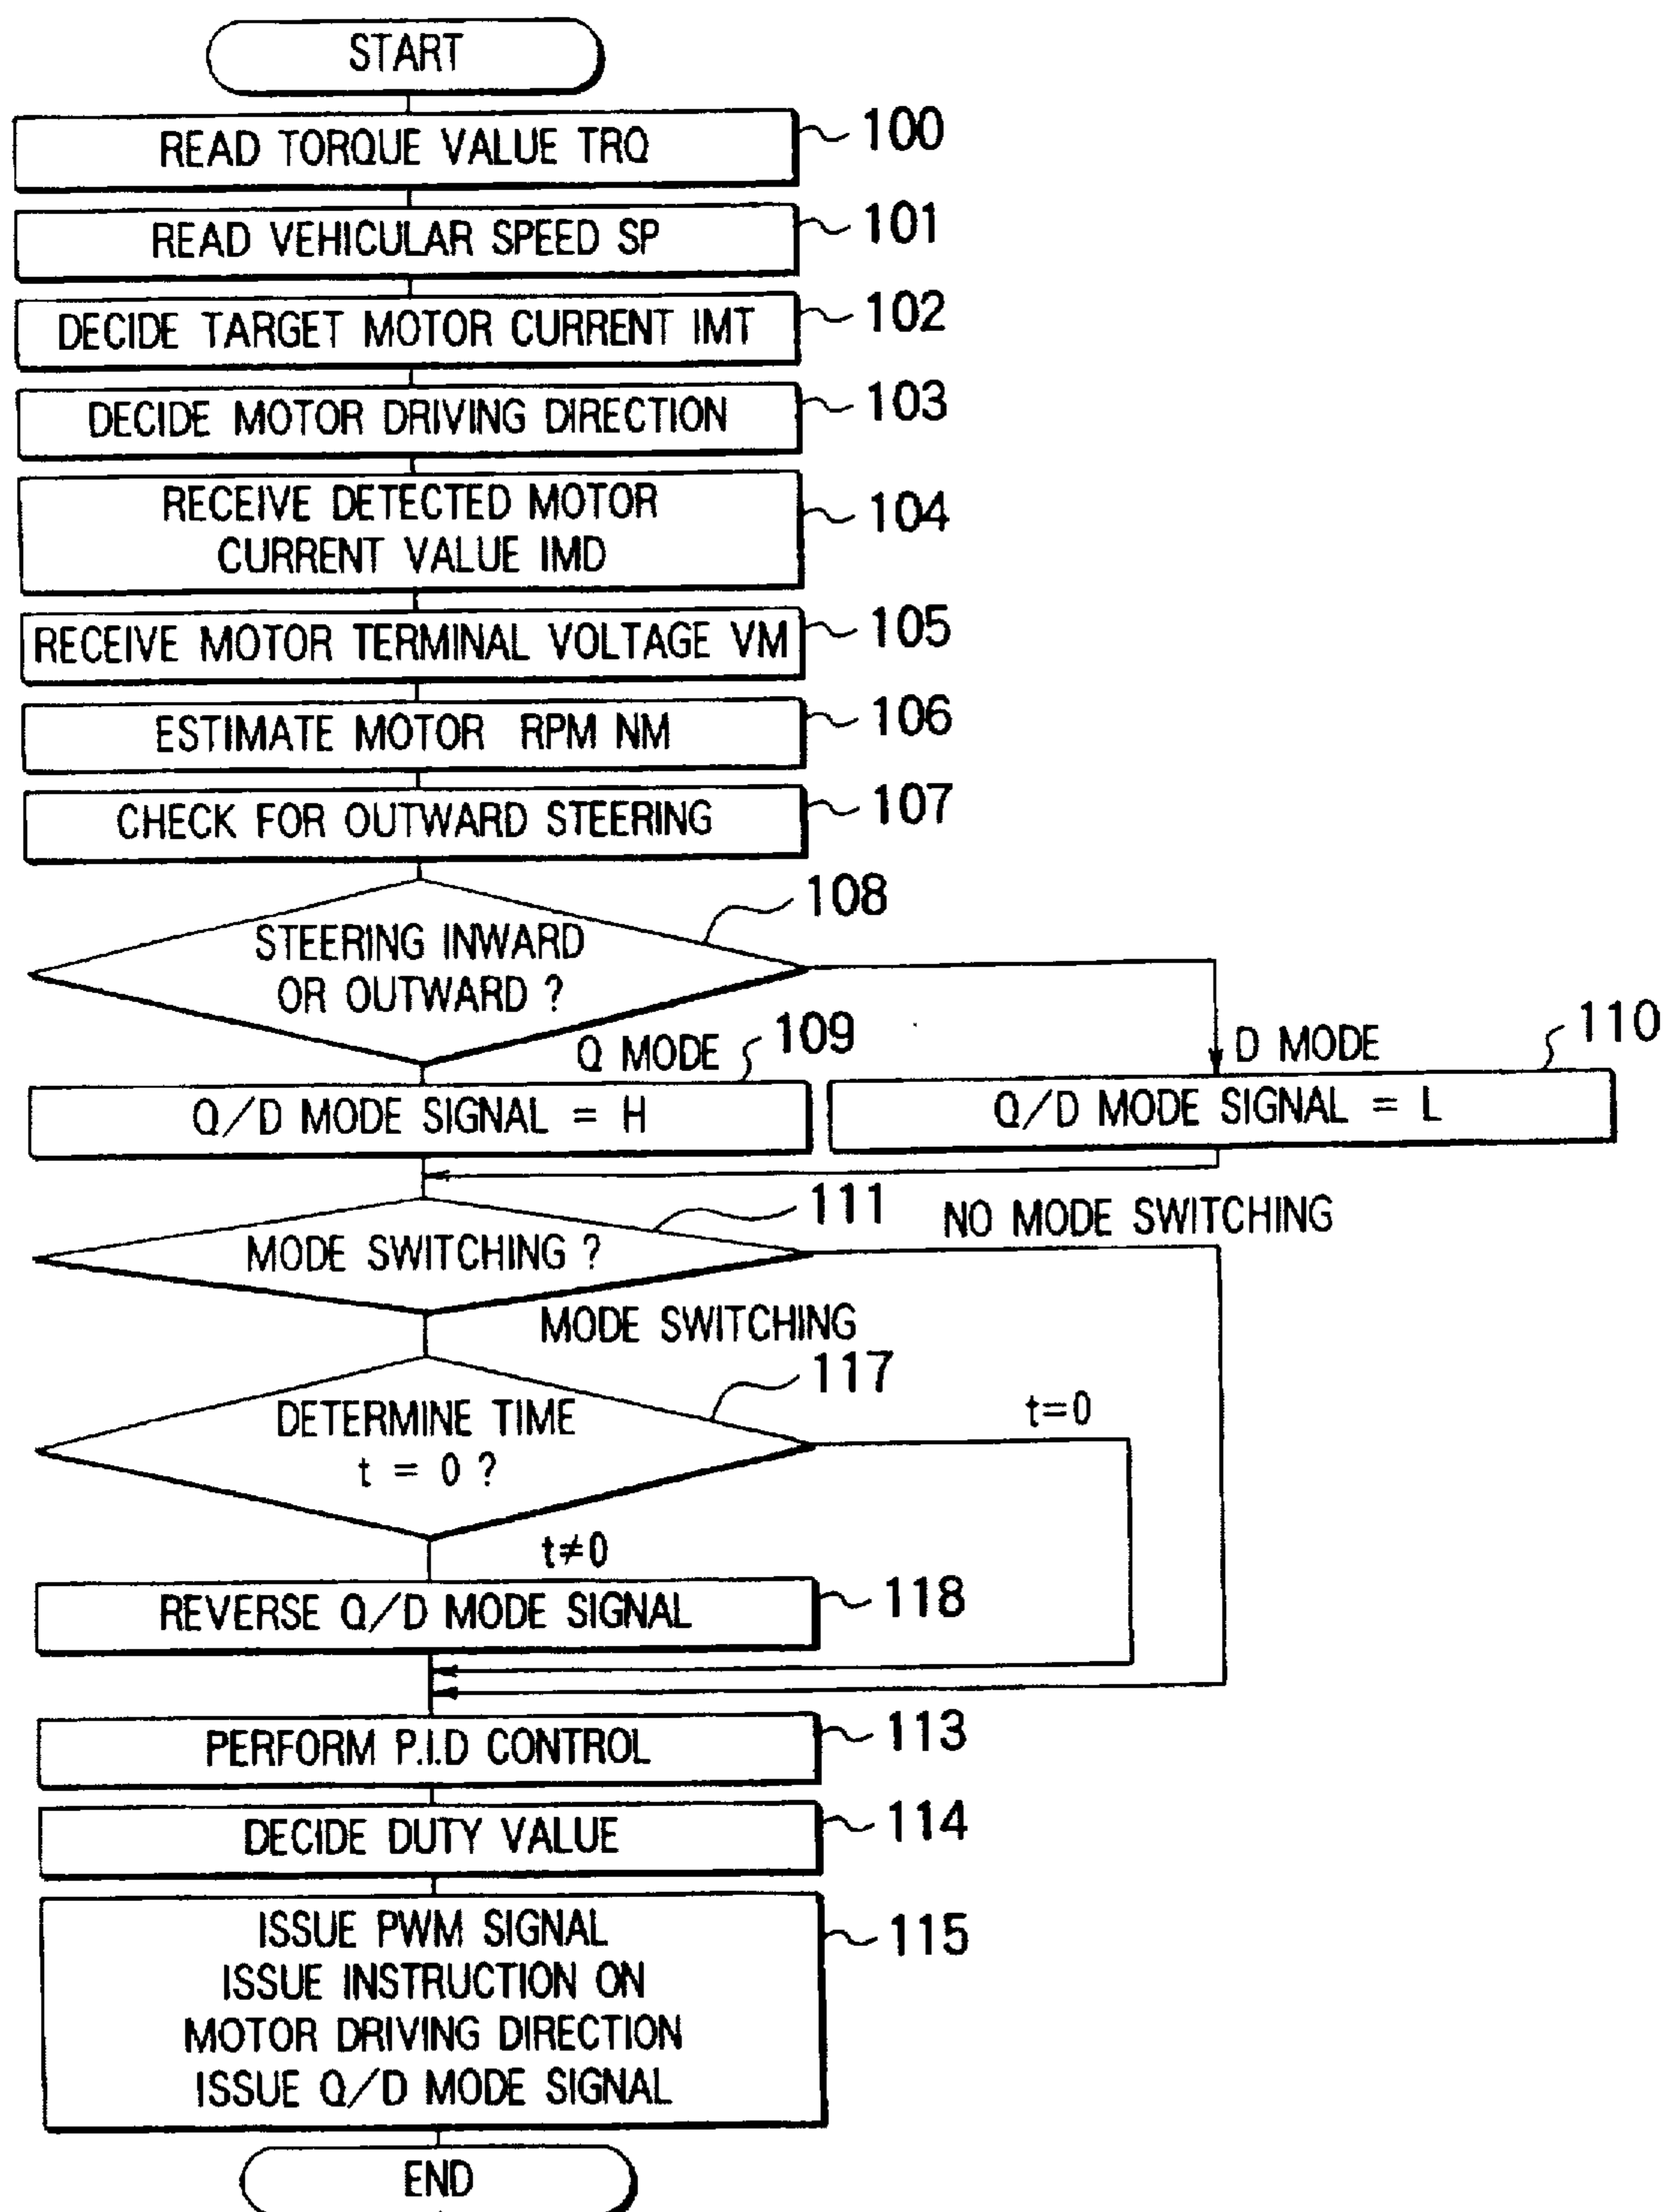 START
READ TORQUE VALUE TRQ
100
READ VEHICULAR SPEED SP
101
DECIDE TARGET MOTOR CURRENT IMT
102
DECIDE MOTOR DRIVING DIRECTION
103
RECEIVE DETECTED MOTOR
CURRENT VALUE IMD
104
RECEIVE MOTOR TERMINAL VOLTAGE VM
105
ESTIMATE MOTOR RPM NM
106
CHECK FOR OUTWARD STEERING
107
108
STEERING INWARD
OR OUTWARD ?
Q MODE
109
D MODE
110
Q/D MODE SIGNAL = H
Q/D MODE SIGNAL = L
111
NO MODE SWITCHING
MODE SWITCHING ?
MODE SWITCHING
117
DETERMINE TIME
t = 0 ?
t=0
t≠0
REVERSE Q/D MODE SIGNAL
118
PERFORM P.I.D CONTROL
113
DECIDE DUTY VALUE
114
ISSUE PWM SIGNAL
ISSUE INSTRUCTION ON
MOTOR DRIVING DIRECTION
ISSUE Q/D MODE SIGNAL
115
END